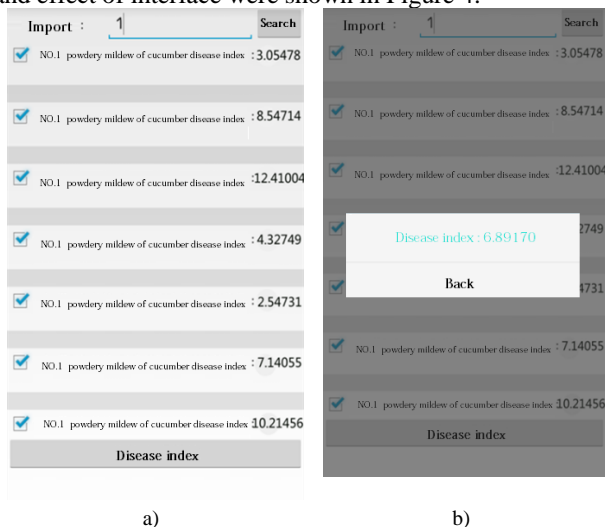 and effect of interface were shown in Figure 4.
Import : 1 Search
NO.1 powdery mildew of cucumber disease index :3.05478
NO.1 powdery mildew of cucumber disease index :8.54714
NO.1 powdery mildew of cucumber disease index :12.41004
NO.1 powdery mildew of cucumber disease index :4.32749
NO.1 powdery mildew of cucumber disease index :2.54731
NO.1 powdery mildew of cucumber disease index :7.14055
NO.1 powdery mildew of cucumber disease index :10.21456
Disease index
a)
Import : 1 Search
NO.1 powdery mildew of cucumber disease index :3.05478
NO.1 powdery mildew of cucumber disease index :8.54714
NO.1 powdery mildew of cucumber disease index :12.41004
2749
Disease index : 6.89170
Back
4731
NO.1 powdery mildew of cucumber disease index :7.14055
NO.1 powdery mildew of cucumber disease index :10.21456
Disease index
b)